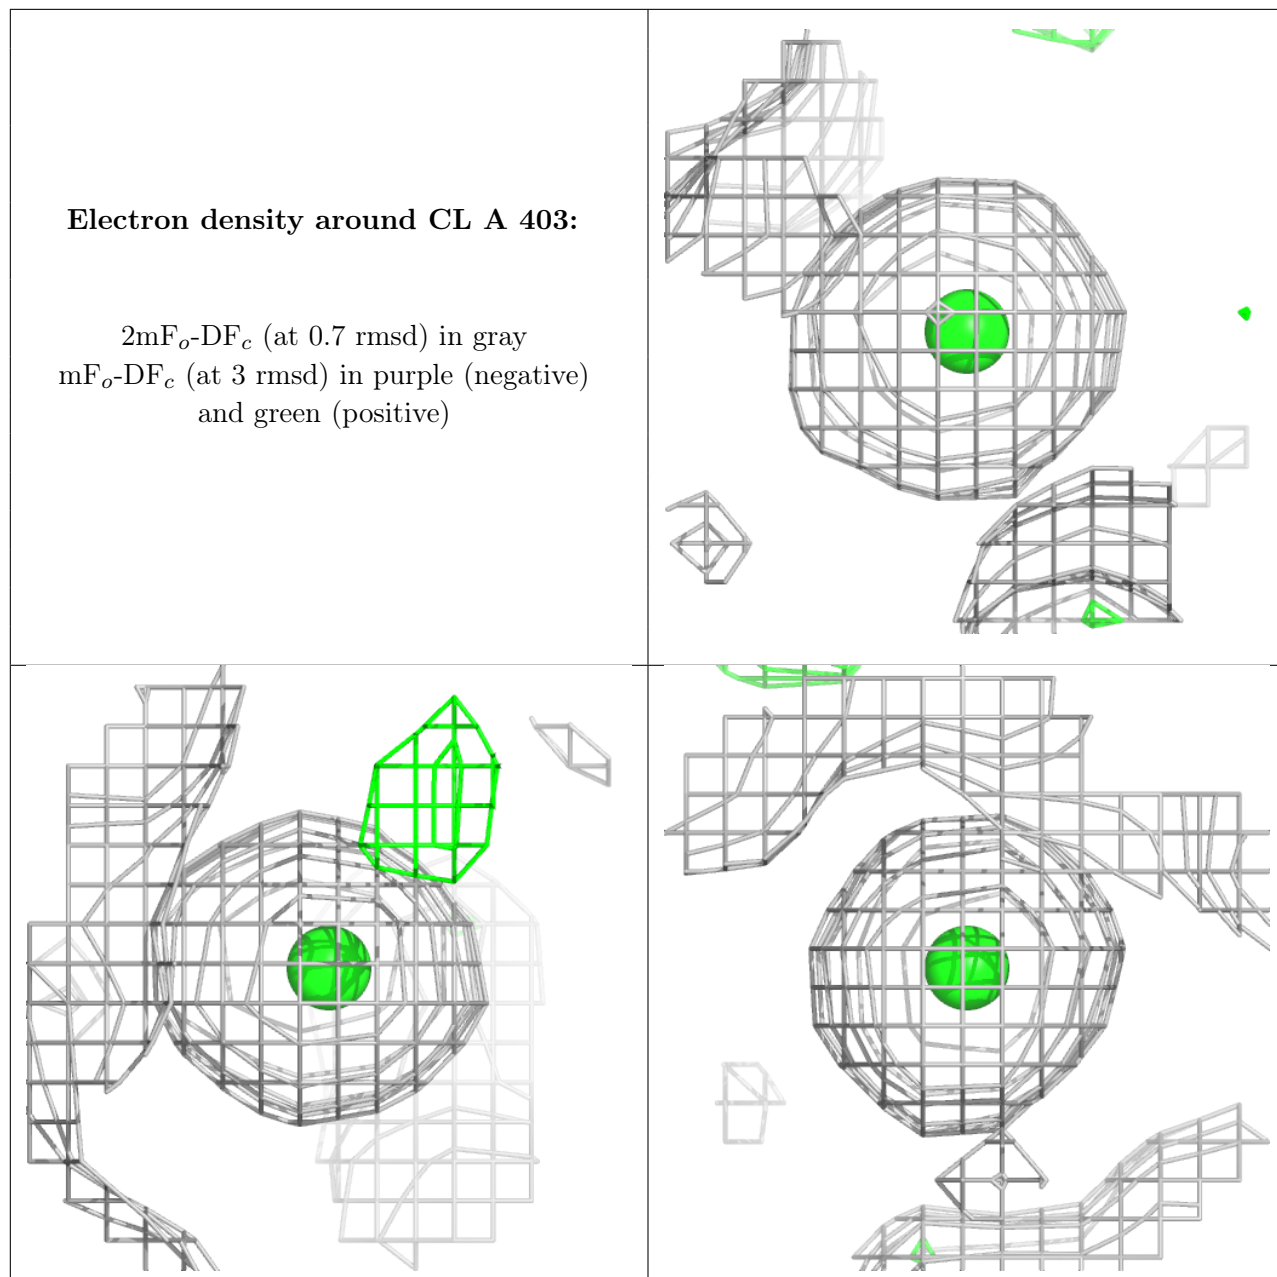 Electron density around CL A 403:
2mFₒ-DF𝒸 (at 0.7 rmsd) in gray
mFₒ-DF𝒸 (at 3 rmsd) in purple (negative)
and green (positive)